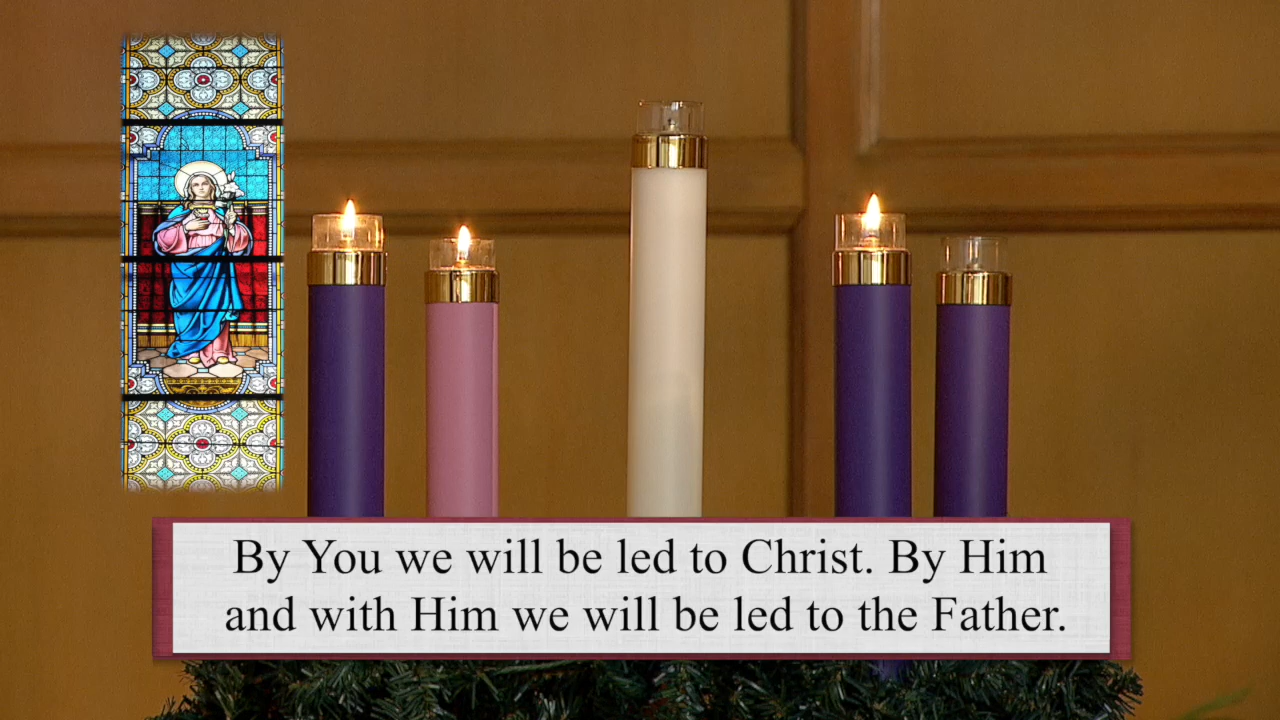 By You we will be led to Christ. By Him
and with Him we will be led to the Father.